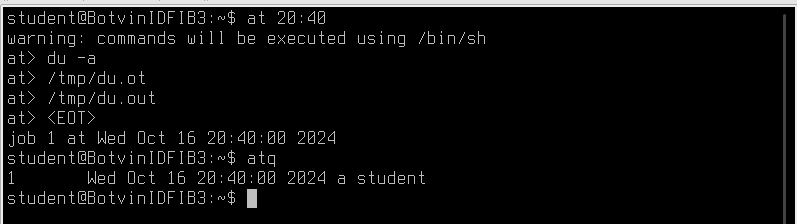 student@BotvinIDFIB3:~$ at 20:40
warning: commands will be executed using /bin/sh
at> du -a
at> /tmp/du.ot
at> /tmp/du.out
at> <EOT>
job 1 at Wed Oct 16 20:40:00 2024
student@BotvinIDFIB3:~$ atq
1       Wed Oct 16 20:40:00 2024 a student
student@BotvinIDFIB3:~$